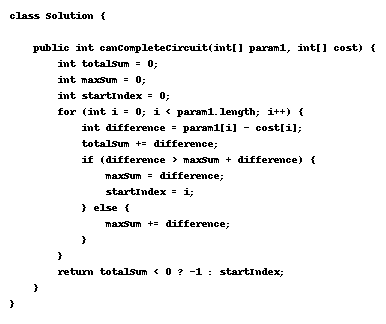 class Solution {
    public int canCompleteCircuit(int[] param1, int[] cost) {
        int totalSum = 0;
        int maxSum = 0;
        int startIndex = 0;
        for (int i = 0; i < param1.length; i++) {
            int difference = param1[i] - cost[i];
            totalSum += difference;
            if (difference > maxSum + difference) {
                maxSum = difference;
                startIndex = i;
            } else {
                maxSum += difference;
            }
        }
        return totalSum < 0 ? -1 : startIndex;
    }
}